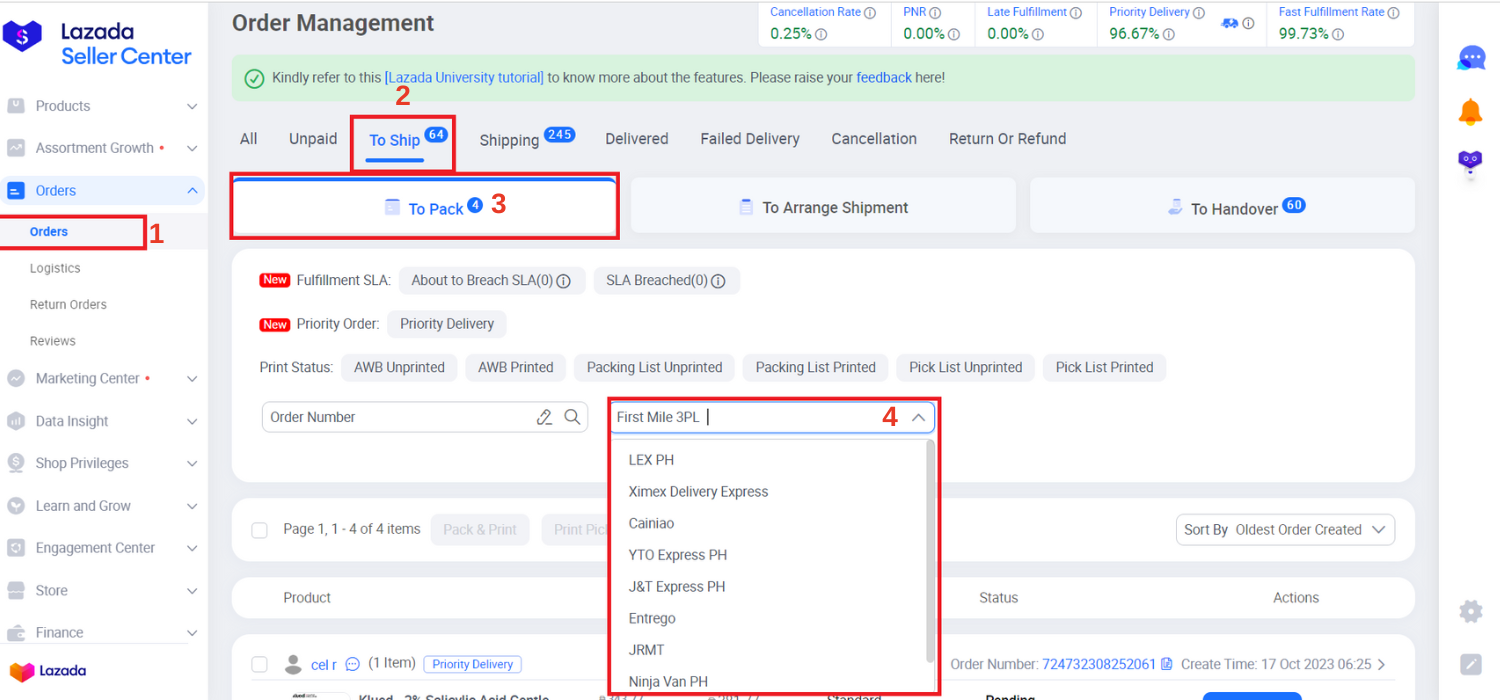 Lazada
Seller Center
Products
Assortment Growth
Orders
Orders
1
Logistics
Return Orders
Reviews
Marketing Center
Data Insight
Shop Privileges
Learn and Grow
Engagement Center
Store
Finance
Lazada
Order Management
Cancellation Rate
0.25%
PNR
0.00%
Late Fulfillment
0.00%
Priority Delivery
96.67%
Fast Fulfillment Rate
99.73%
Kindly refer to this [Lazada University tutorial] to know more about the features. Please raise your feedback here!
2
All Unpaid To Ship 64 Shipping 245 Delivered Failed Delivery Cancellation Return Or Refund
To Pack 4 3 To Arrange Shipment To Handover 60
New Fulfillment SLA: About to Breach SLA(0) SLA Breached(0)
New Priority Order: Priority Delivery
Print Status: AWB Unprinted AWB Printed Packing List Unprinted Packing List Printed Pick List Unprinted Pick List Printed
Order Number First Mile 3PL 4
LEX PH
Ximex Delivery Express
Cainiao
YTO Express PH
J&T Express PH
Entrego
JRMT
Ninja Van PH
Page 1, 1 - 4 of 4 items Pack & Print Print Pic Sort By Oldest Order Created
Product Status Actions
cel r (1 Item) Priority Delivery Order Number: 724732308252061 Create Time: 17 Oct 2023 06:25